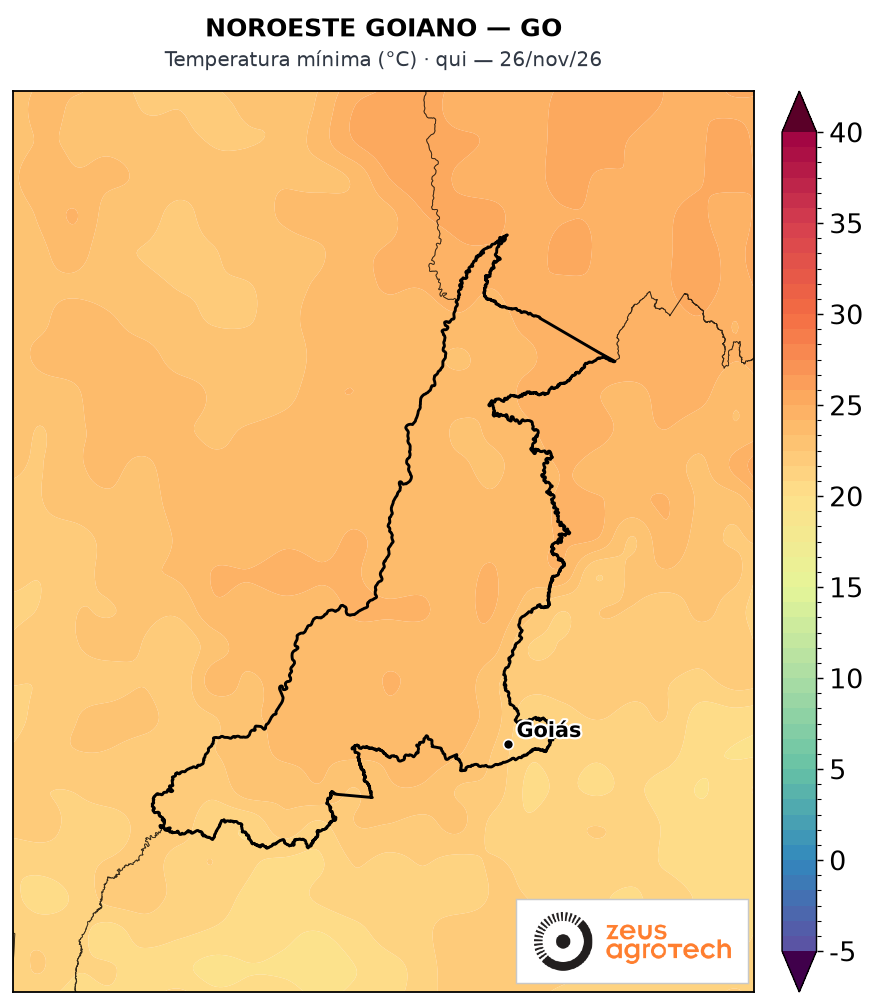 NOROESTE GOIANO — GO
Temperatura mínima (°C) · qui — 26/nov/26
40
35
30
25
20
15
10
5
0
-5
Goiás
zeus
agrotech